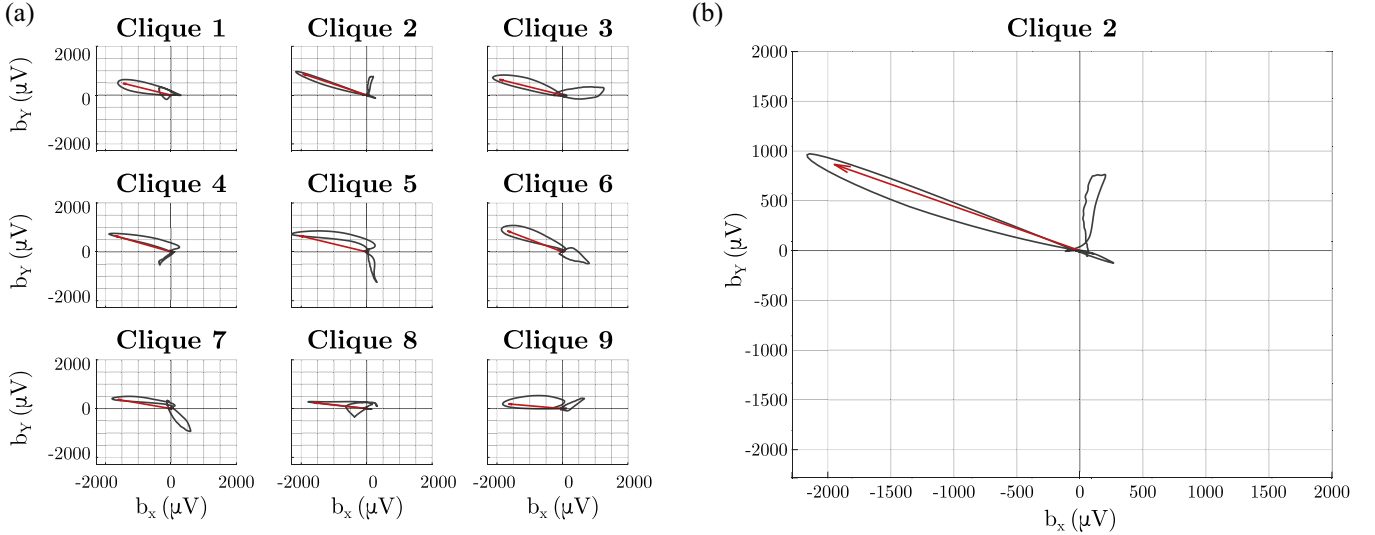 (a)
Clique 1 Clique 2 Clique 3
2000
0
-2000
b_Y (μV)
Clique 4 Clique 5 Clique 6
2000
0
-2000
b_Y (μV)
Clique 7 Clique 8 Clique 9
2000
0
-2000
b_Y (μV)
-2000 0 2000 -2000 0 2000 -2000 0 2000
b_x (μV) b_x (μV) b_x (μV)
(b)
Clique 2
2000
1500
1000
500
0
-500
-1000
-1500
-2000
b_Y (μV)
-2000 -1500 -1000 -500 0 500 1000 1500 2000
b_x (μV)